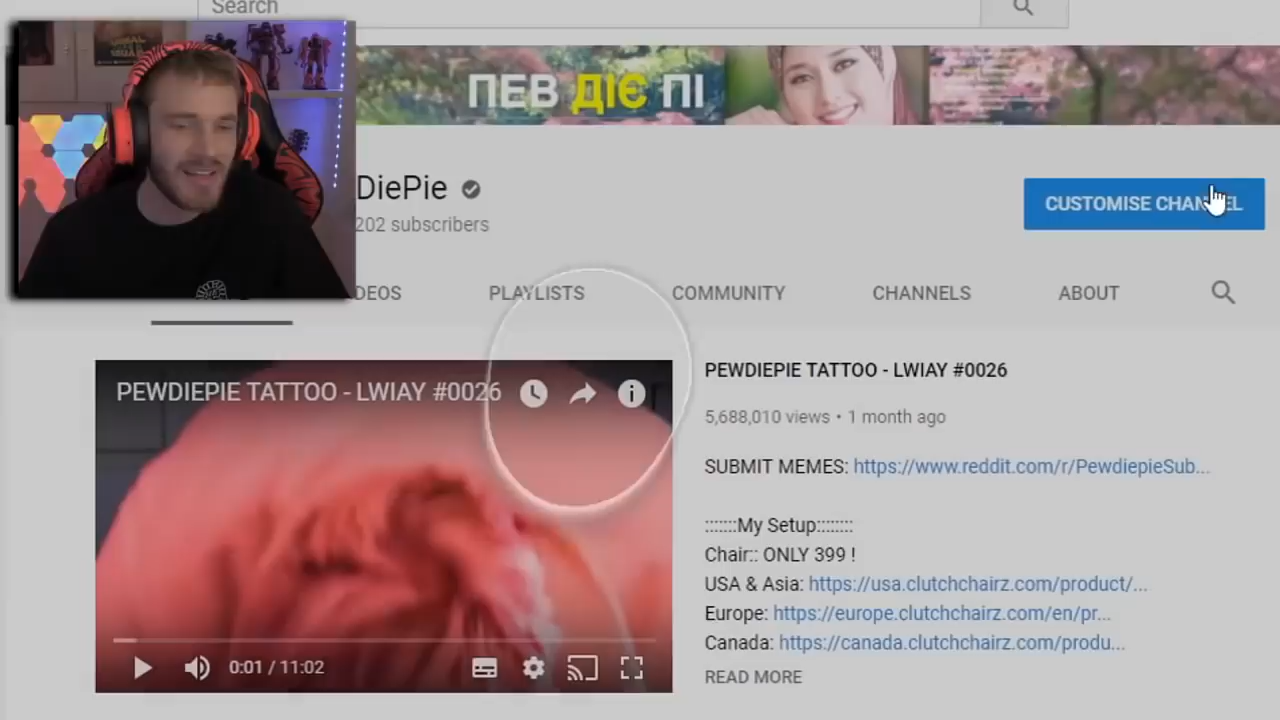 Search
ПЕВ ДІЄ ПІ
DiePie
202 subscribers
CUSTOMISE CHANNEL
DEOS
PLAYLISTS
COMMUNITY
CHANNELS
ABOUT
PEWDIEPIE TATTOO - LWIAY #0026
0:01 / 11:02
PEWDIEPIE TATTOO - LWIAY #0026
5,688,010 views • 1 month ago
SUBMIT MEMES: https://www.reddit.com/r/PewdiepieSub...
:::::::My Setup:::::::
Chair:: ONLY 399 !
USA & Asia: https://usa.clutchchairz.com/product/...
Europe: https://europe.clutchchairz.com/en/pr...
Canada: https://canada.clutchchairz.com/produ...
READ MORE